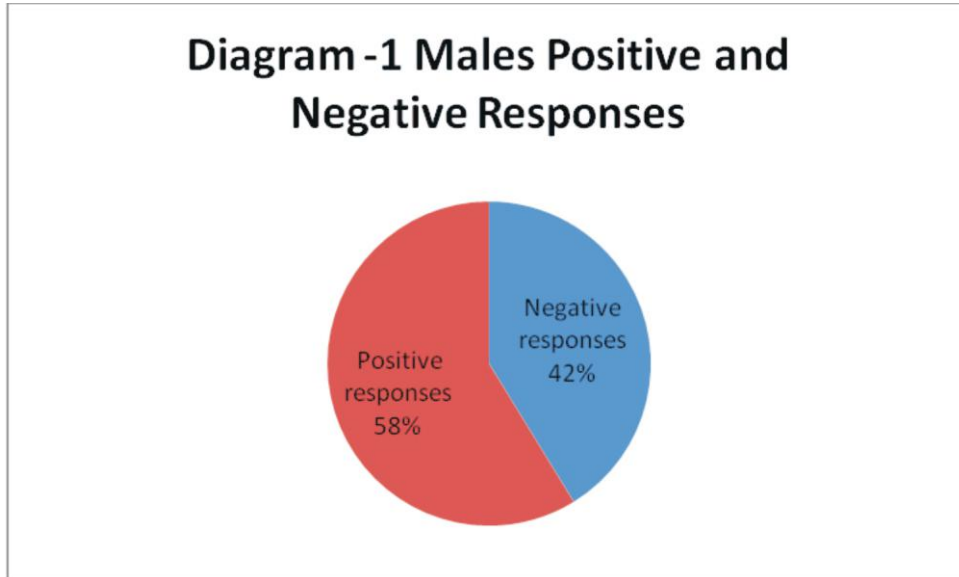 Diagram -1 Males Positive and
Negative Responses
Negative
responses
42%
Positive
responses
58%